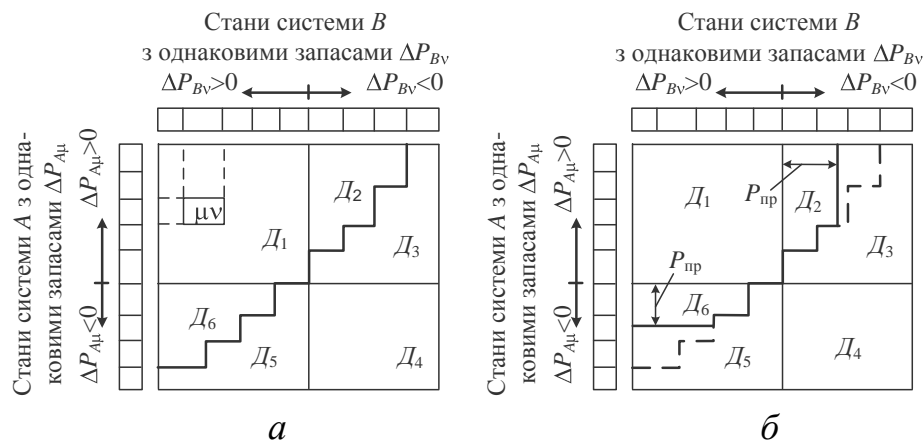 Стани системи B
з однаковими запасами ΔP_Bν
ΔP_Bν>0
ΔP_Bν<0
Стани системи A з одна-
ковими запасами ΔP_Aμ
ΔP_Aμ<0
ΔP_Aμ>0
μν
Д1
Д2
Д3
Д6
Д5
Д4
а
Стани системи B
з однаковими запасами ΔP_Bν
ΔP_Bν>0
ΔP_Bν<0
Стани системи A з одна-
ковими запасами ΔP_Aμ
ΔP_Aμ<0
ΔP_Aμ>0
Д1
Pпр
Д2
Д3
Pпр
Д6
Д5
Д4
б